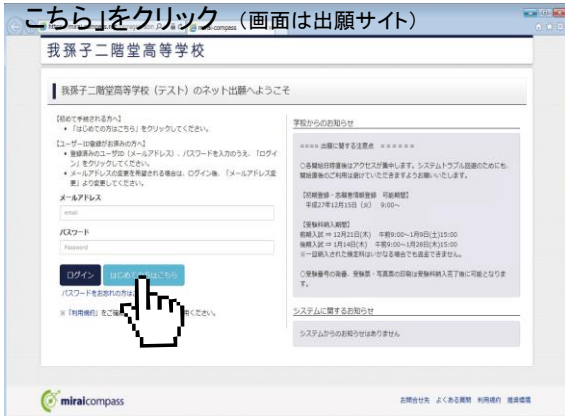 こちら」をクリック （画面は出願サイト）
我孫子二階堂高等学校
我孫子二階堂高等学校（テスト）のネット出願へようこそ
【初めて手続される方へ】
• 「はじめての方はこちら」をクリックしてください。
【ユーザーID登録がお済みの方へ】
• 登録済みのユーザID（メールアドレス）、パスワードを入力のうえ、「ログイ
ン」をクリックしてください。
• メールアドレスの変更を希望される場合は、ログイン後、「メールアドレス変
更」より変更してください。
メールアドレス
email
パスワード
Password
ログイン はじめての方はこちら
パスワードをお忘れの方は
※「利用規約」をご確 用ください。
学校からのお知らせ
==== 出願に関する注意点 ======
○各開始日時直後はアクセスが集中します。システムトラブル回避のためにも、
開始直後のご利用は避けていただきますようお願いいたします。
【初期登録・志願者情報登録 可能期間】
平成27年12月15日（火） 9:00～
【受験料納入期間】
前期入試 ⇒ 12月21日(木) 午前9:00～1月9日(土)15:00
後期入試 ⇒ 1月14日(木) 午前9:00～1月28日(木)15:00
※一旦納入された検定料はいかなる場合でも返金できません。
○受験番号の発番、受験票・写真票の印刷は受験料納入完了後に可能となりま
す。
システムに関するお知らせ
システムからのお知らせはありません
miraicompass
お問合せ先 よくある質問 利用規約 推奨環境